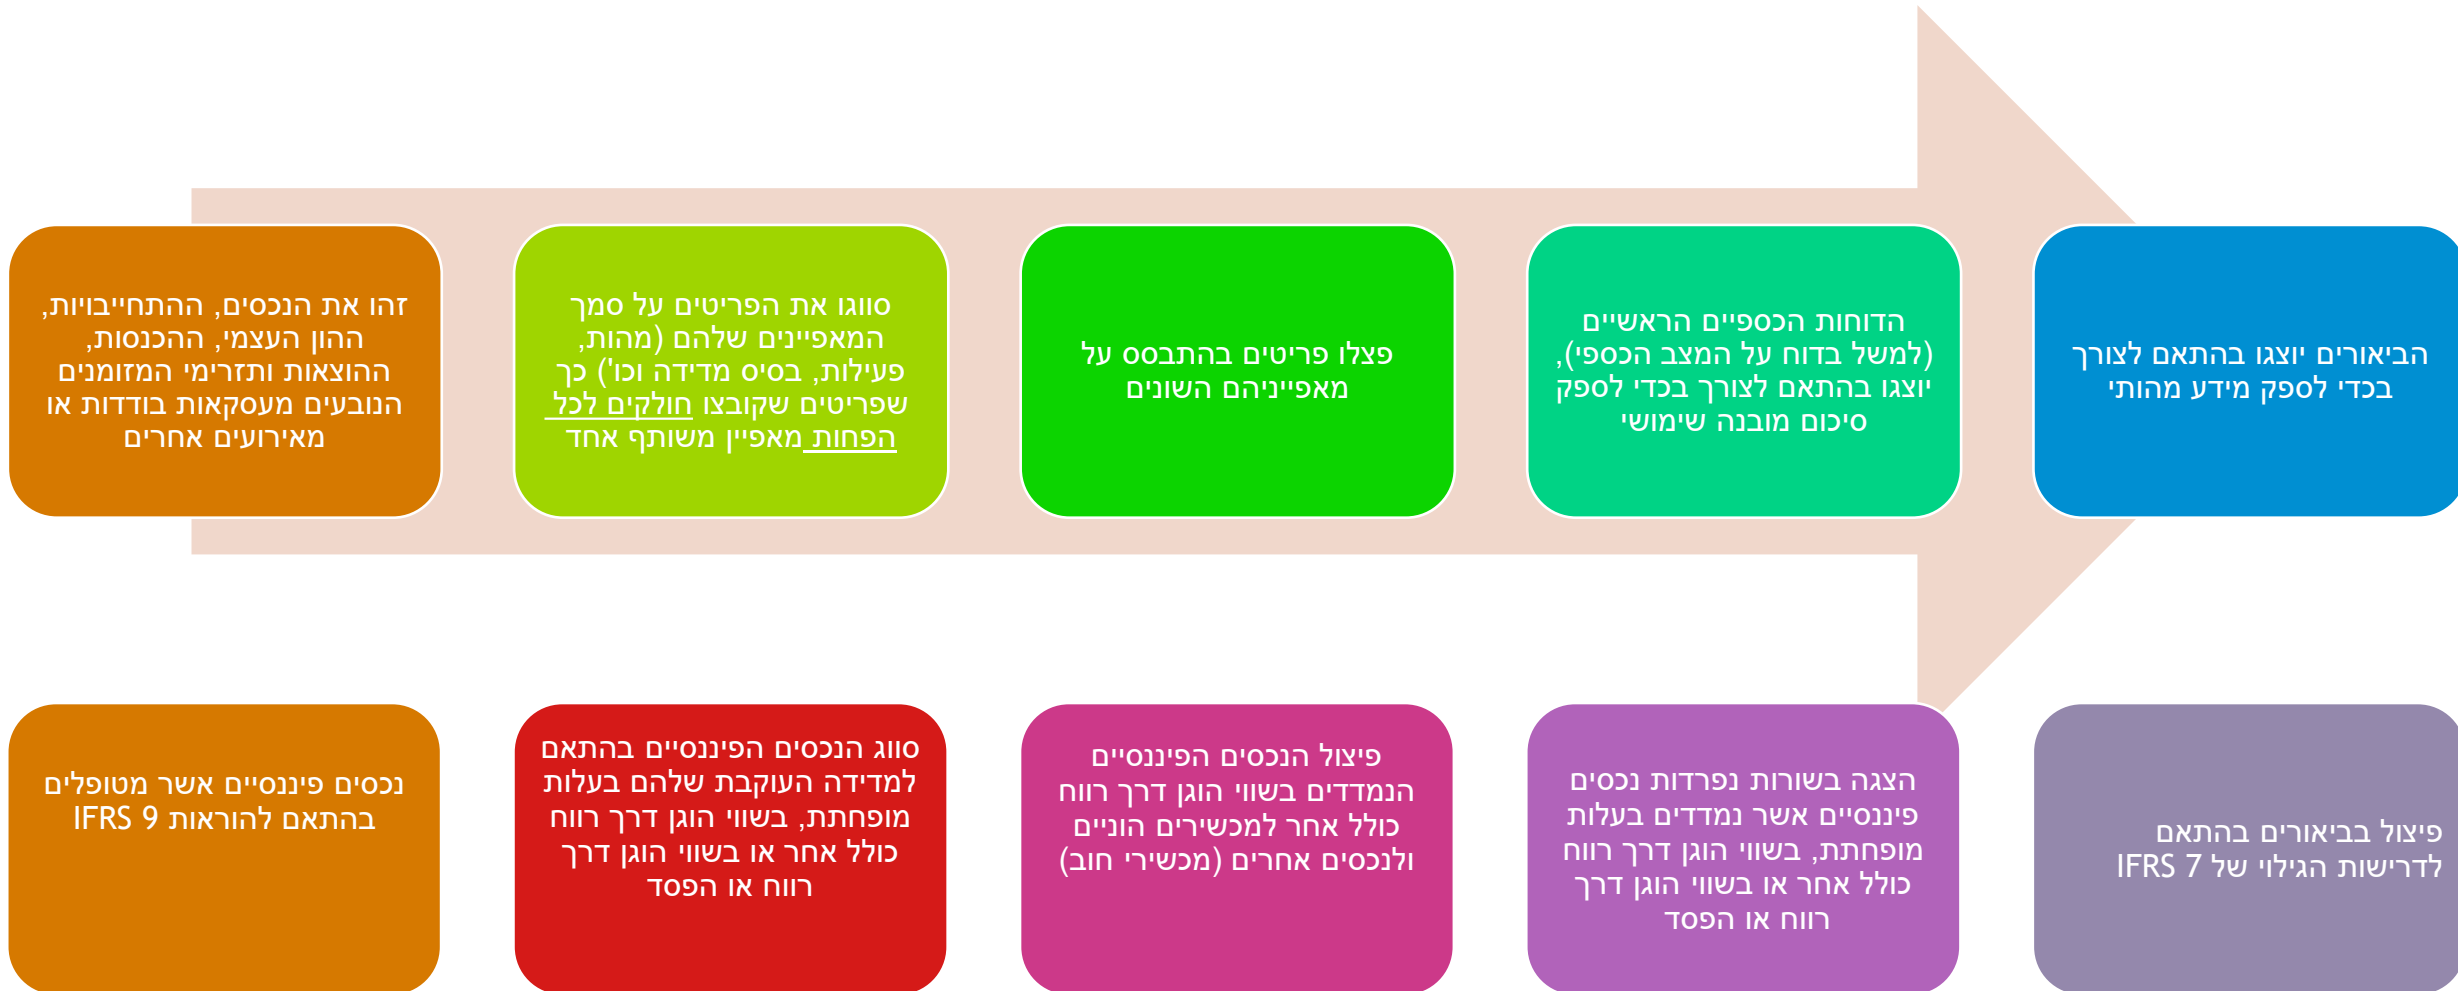 זהו את הנכסים, ההתחייבויות,
ההון העצמי, ההכנסות,
ההוצאות ותזרימי המזומנים
הנובעים מעסקאות בודדות או
מאירועים אחרים
סווגו את הפריטים על סמך
המאפיינים שלהם (מהות,
פעילות, בסיס מדידה וכו') כך
שפריטים שקובצו חולקים לכל
הפחות מאפיין משותף אחד
פצלו פריטים בהתבסס על
מאפייניהם השונים
הדוחות הכספיים הראשיים
(למשל בדוח על המצב הכספי),
יוצגו בהתאם לצורך בכדי לספק
סיכום מובנה שימושי
הביאורים יוצגו בהתאם לצורך
בכדי לספק מידע מהותי
נכסים פיננסיים אשר מטופלים
בהתאם להוראות IFRS 9
סווג הנכסים הפיננסיים בהתאם
למדידה העוקבת שלהם בעלות
מופחתת, בשווי הוגן דרך רווח
כולל אחר או בשווי הוגן דרך
רווח או הפסד
פיצול הנכסים הפיננסיים
הנמדדים בשווי הוגן דרך רווח
כולל אחר למכשירים הוניים
ולנכסים אחרים (מכשירי חוב)
הצגה בשורות נפרדות נכסים
פיננסיים אשר נמדדים בעלות
מופחתת, בשווי הוגן דרך רווח
כולל אחר או בשווי הוגן דרך
רווח או הפסד
פיצול בביאורים בהתאם
לדרישות הגילוי של IFRS 7